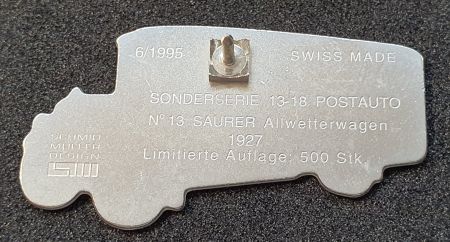 6/1995 SWISS MADE
SONDERSERIE 13-18 POSTAUTO
Nº 13 SAURER Allwetterwagen
1927
Limitierte Auflage: 500 Stk.
SCHMID
MÜLLER
DESIGN